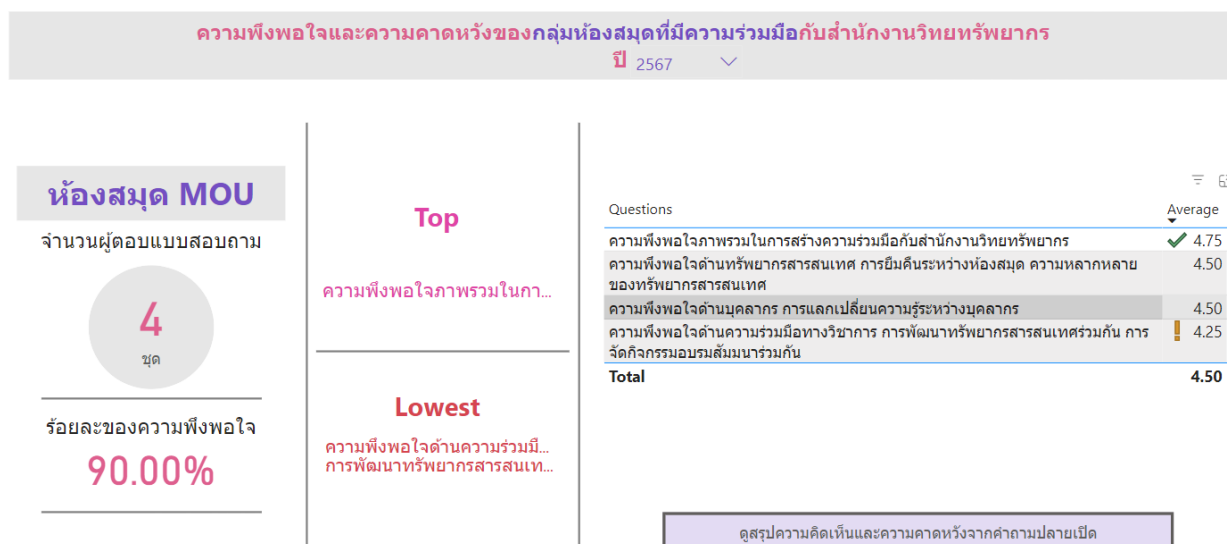 ความพึงพอใจและความคาดหวังของกลุ่มห้องสมุดที่มีความร่วมมือกับสำนักงานวิทยทรัพยากร
ปี 2567
ห้องสมุด MOU
จำนวนผู้ตอบแบบสอบถาม
4
ชุด
ร้อยละของความพึงพอใจ
90.00%
Top
ความพึงพอใจภาพรวมในกา...
Lowest
ความพึงพอใจด้านความร่วมมื...
การพัฒนาทรัพยากรสารสนเท...
Questions Average
ความพึงพอใจภาพรวมในการสร้างความร่วมมือกับสำนักงานวิทยทรัพยากร 4.75
ความพึงพอใจด้านทรัพยากรสารสนเทศ การยืมคืนระหว่างห้องสมุด ความหลากหลาย 4.50
ของทรัพยากรสารสนเทศ
ความพึงพอใจด้านบุคลากร การแลกเปลี่ยนความรู้ระหว่างบุคลากร 4.50
ความพึงพอใจด้านความร่วมมือทางวิชาการ การพัฒนาทรัพยากรสารสนเทศร่วมกัน การ 4.25
จัดกิจกรรมอบรมสัมมนาร่วมกัน
Total 4.50
ดูสรุปความคิดเห็นและความคาดหวังจากคำถามปลายเปิด